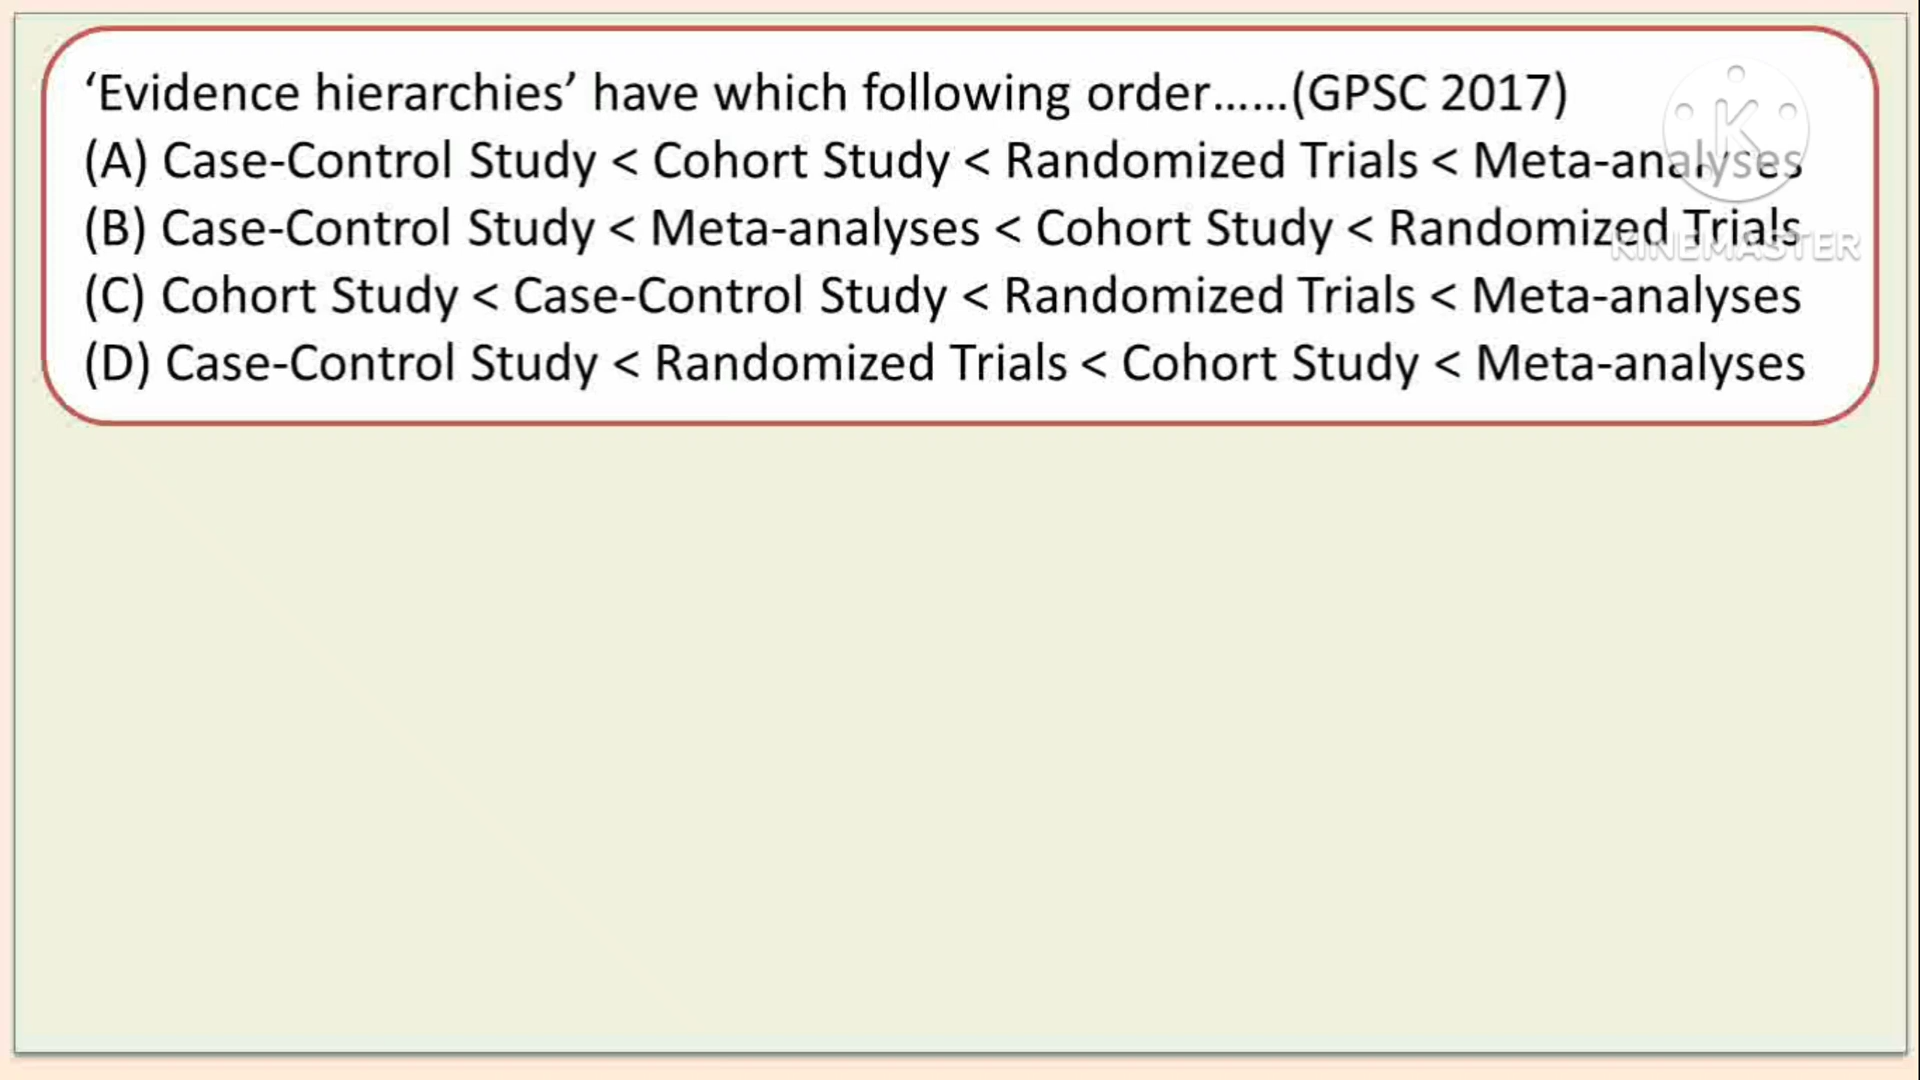 ‘Evidence hierarchies’ have which following order......(GPSC 2017)
(A) Case-Control Study < Cohort Study < Randomized Trials < Meta-analyses
(B) Case-Control Study < Meta-analyses < Cohort Study < Randomized Trials
(C) Cohort Study < Case-Control Study < Randomized Trials < Meta-analyses
(D) Case-Control Study < Randomized Trials < Cohort Study < Meta-analyses
K
KINEMASTER